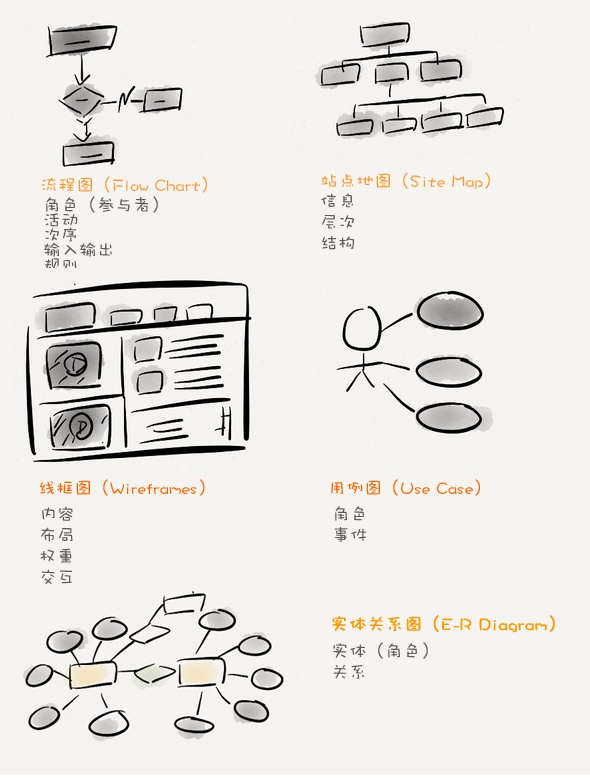 流程图（Flow Chart）
角色（参与者）
活动
次序
输入输出
规则
站点地图（Site Map）
信息
层次
结构
线框图（Wireframes）
内容
布局
权重
交互
用例图（Use Case）
角色
事件
实体关系图（E-R Diagram）
实体（角色）
关系